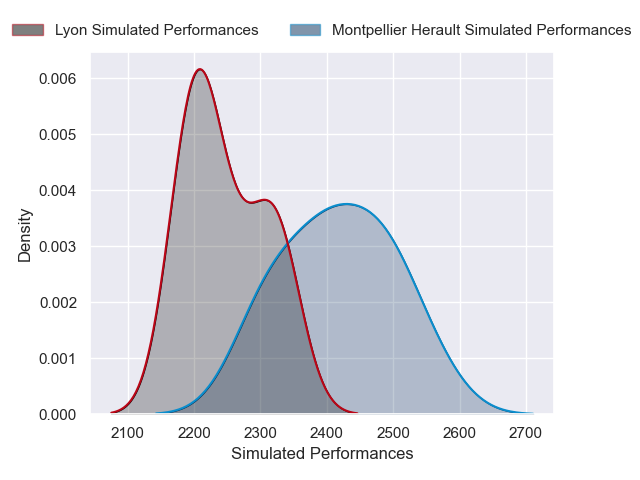 Lyon Simulated Performances
Montpellier Herault Simulated Performances
0.006
0.005
0.004
0.003
0.002
0.001
0.000
Density
2100 2200 2300 2400 2500 2600 2700
Simulated Performances